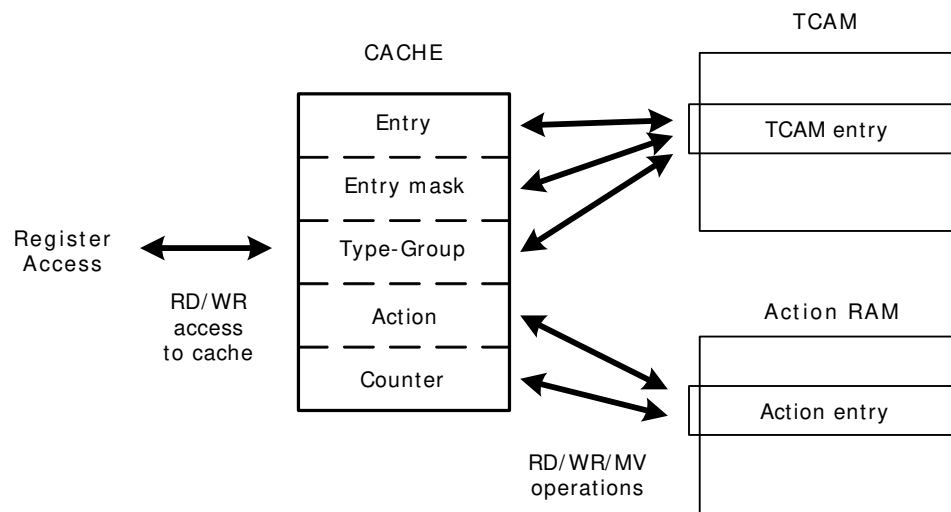 TCAM
CACHE
Entry
TCAM entry
Entry mask
Register
Access
Type-Group
RD/WR
access
to cache
Action
Action RAM
Counter
Action entry
RD/WR/MV
operations